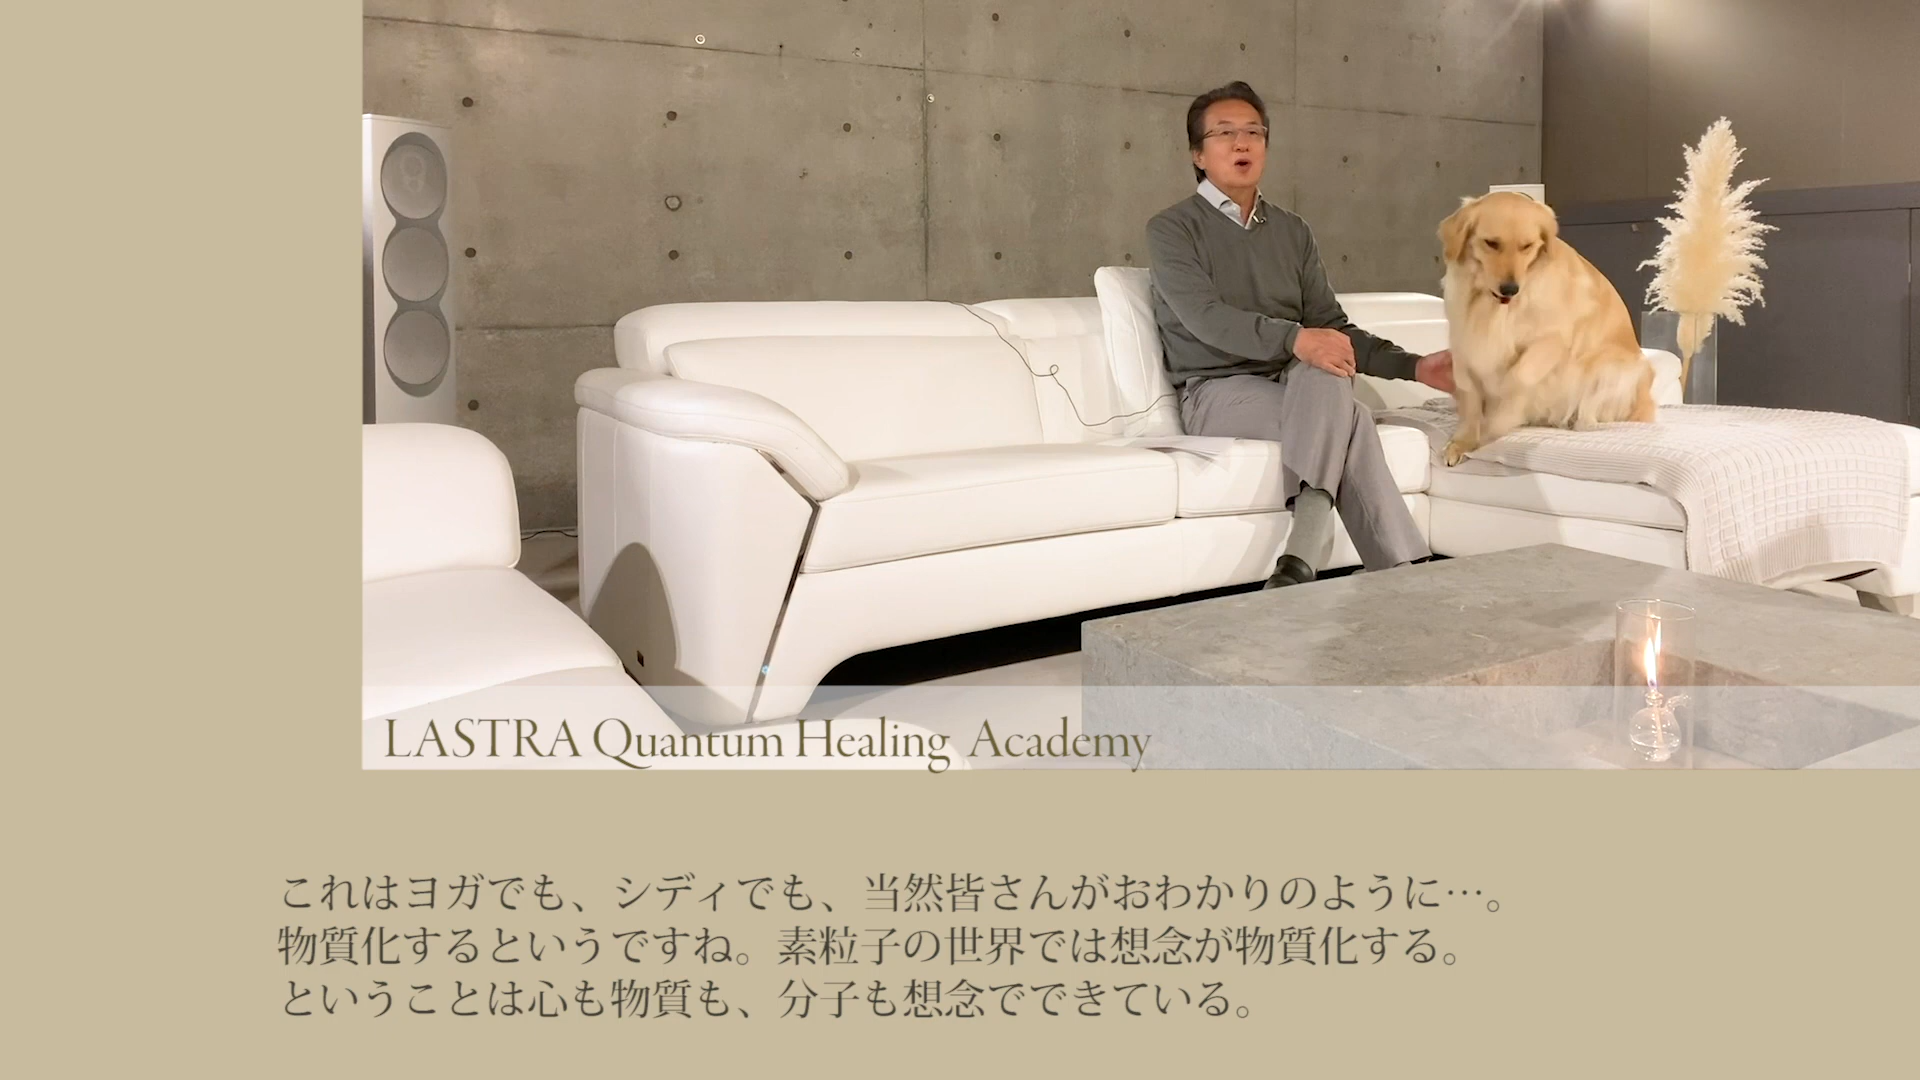 LASTRA Quantum Healing Academy
これはヨガでも、シディでも、当然皆さんがおわかりのように…。
物質化するというですね。素粒子の世界では想念が物質化する。
ということは心も物質も、分子も想念でできている。